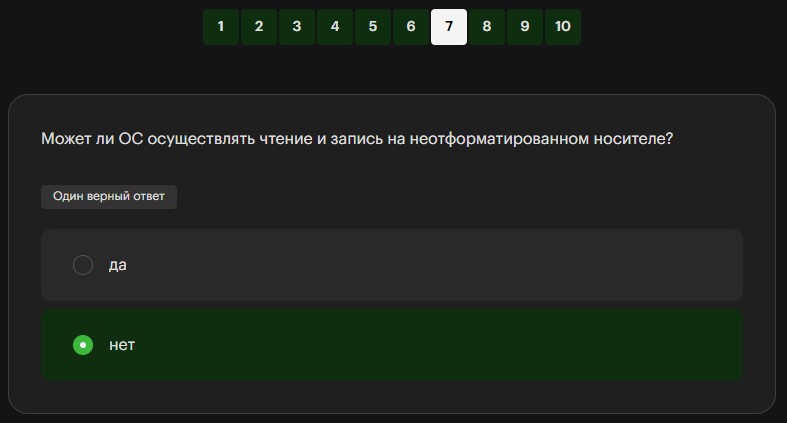 1 2 3 4 5 6 7 8 9 10
Может ли ОС осуществлять чтение и запись на неотформатированном носителе?
Один верный ответ
да
нет